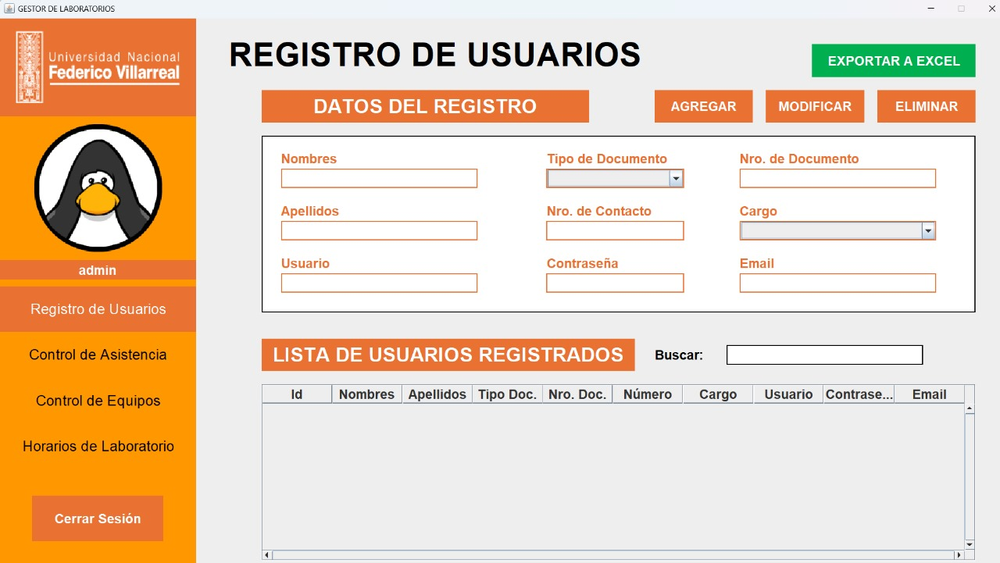 GESTOR DE LABORATORIOS
Universidad Nacional
Federico Villarreal
admin
Registro de Usuarios
Control de Asistencia
Control de Equipos
Horarios de Laboratorio
Cerrar Sesión
REGISTRO DE USUARIOS
EXPORTAR A EXCEL
DATOS DEL REGISTRO
AGREGAR
MODIFICAR
ELIMINAR
Nombres
Tipo de Documento
Nro. de Documento
Apellidos
Nro. de Contacto
Cargo
Usuario
Contraseña
Email
LISTA DE USUARIOS REGISTRADOS
Buscar:
Id Nombres Apellidos Tipo Doc. Nro. Doc. Número Cargo Usuario Contrase... Email